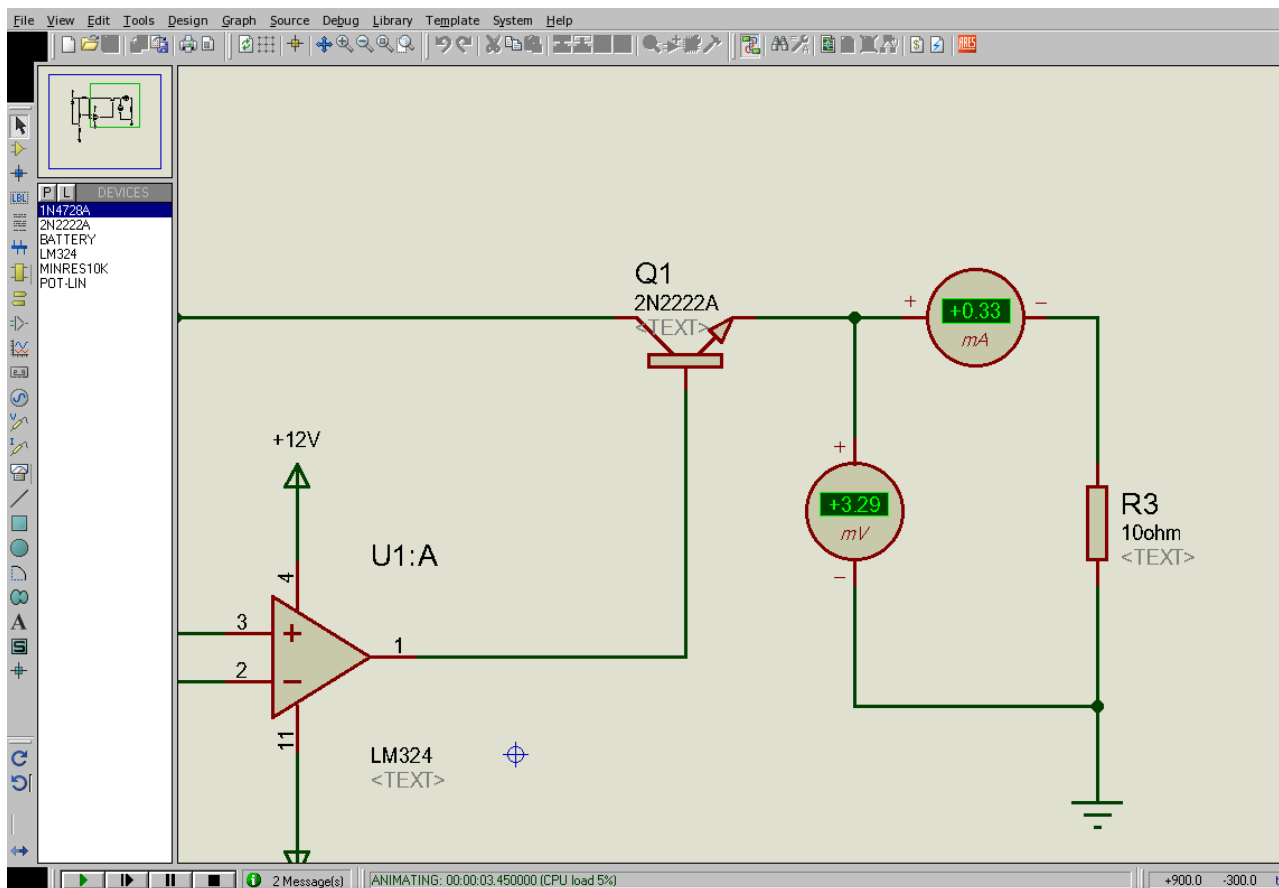 File View Edit Tools Design Graph Source Debug Library Template System Help
ARES
P L DEVICES
1N4728A
2N2222A
BATTERY
LM324
MINRES10K
POT-LIN
LBL
Q1
2N2222A
<TEXT>
+ +0.33 −
mA
+12V
+
+3.29
mV
−
R3
10ohm
<TEXT>
U1:A
4
3 +
1
2 −
11
LM324
<TEXT>
A
S
2 Message(s) ANIMATING: 00:00:03.450000 (CPU load 5%) +900.0 -300.0